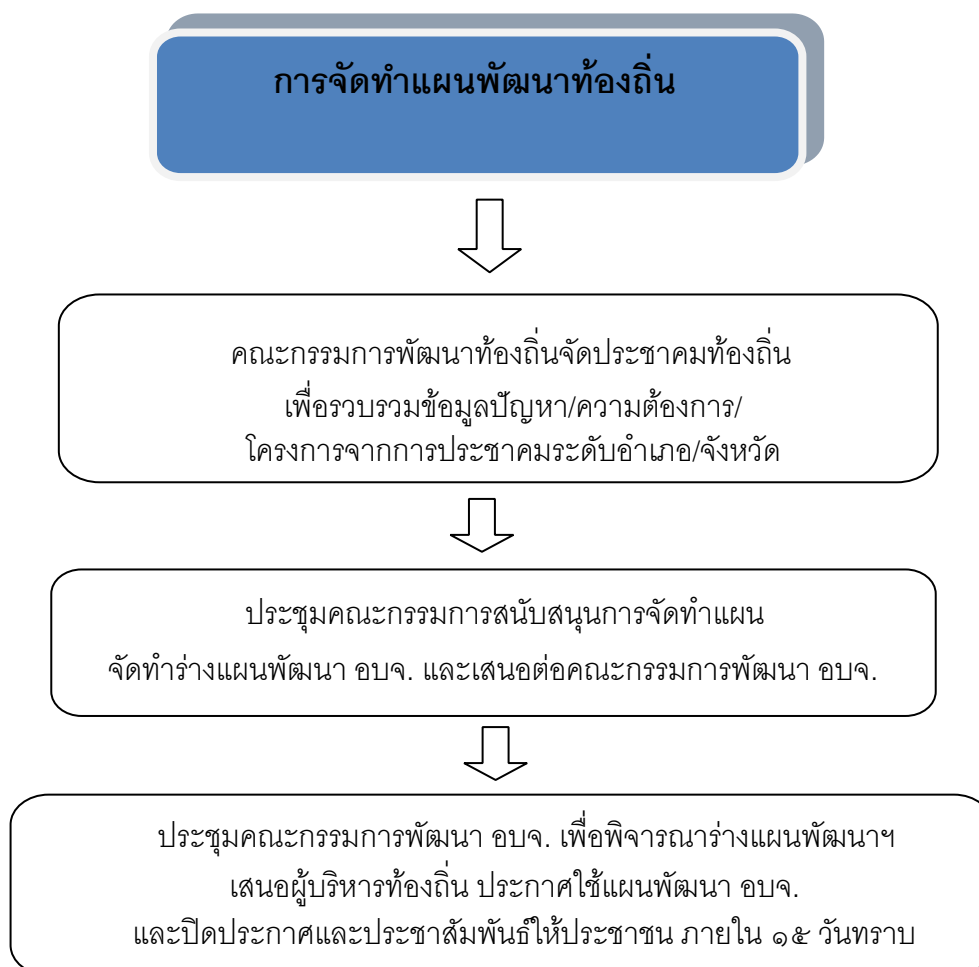 การจัดทำแผนพัฒนาท้องถิ่น
คณะกรรมการพัฒนาท้องถิ่นจัดประชาคมท้องถิ่น
เพื่อรวบรวมข้อมูลปัญหา/ความต้องการ/
โครงการจากการประชาคมระดับอำเภอ/จังหวัด
ประชุมคณะกรรมการสนับสนุนการจัดทำแผน
จัดทำร่างแผนพัฒนา อบจ. และเสนอต่อคณะกรรมการพัฒนา อบจ.
ประชุมคณะกรรมการพัฒนา อบจ. เพื่อพิจารณาร่างแผนพัฒนาฯ
เสนอผู้บริหารท้องถิ่น ประกาศใช้แผนพัฒนา อบจ.
และปิดประกาศและประชาสัมพันธ์ให้ประชาชน ภายใน ๑๕ วันทราบ